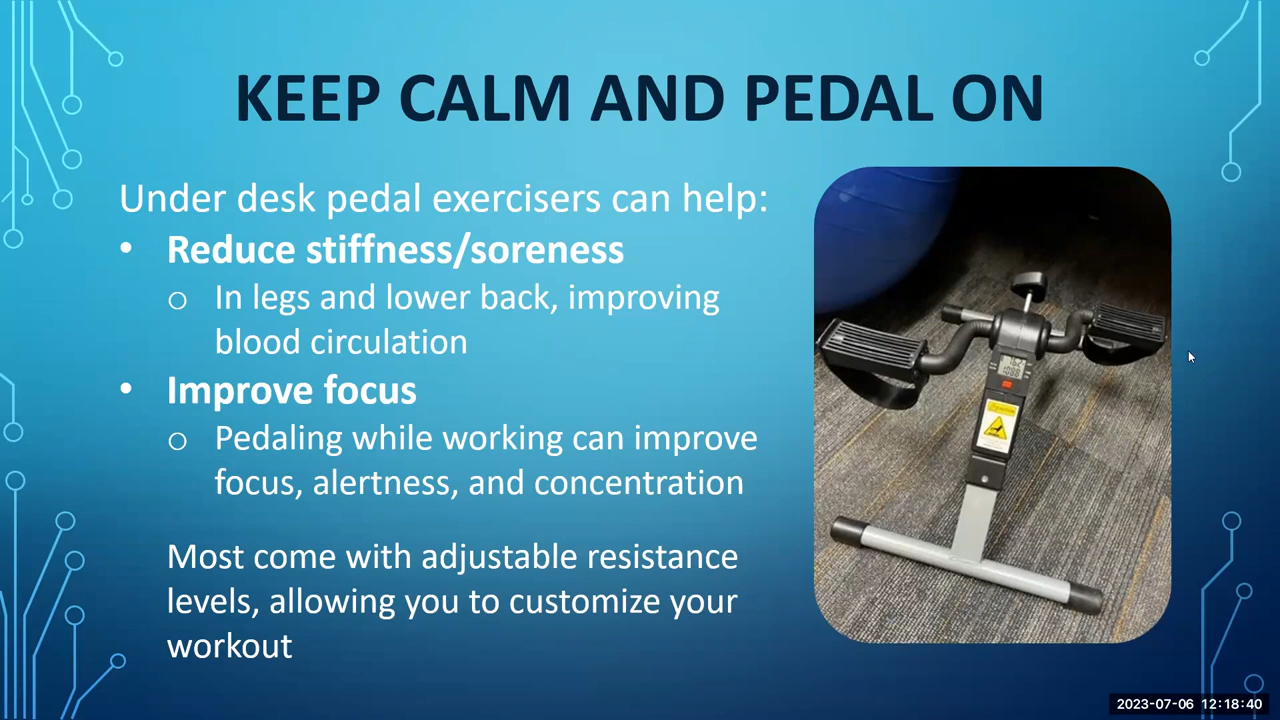 KEEP CALM AND PEDAL ON
Under desk pedal exercisers can help:
• Reduce stiffness/soreness
o In legs and lower back, improving
blood circulation
• Improve focus
o Pedaling while working can improve
focus, alertness, and concentration
Most come with adjustable resistance
levels, allowing you to customize your
workout
2023-07-06 12:18:40